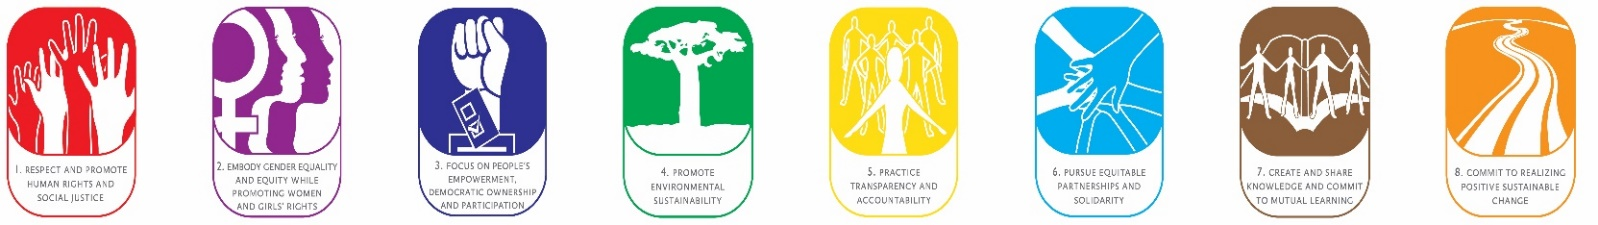 1. RESPECT AND PROMOTE
HUMAN RIGHTS AND
SOCIAL JUSTICE
2. EMBODY GENDER EQUALITY
AND EQUITY WHILE
PROMOTING WOMEN
AND GIRLS' RIGHTS
3. FOCUS ON PEOPLE'S
EMPOWERMENT,
DEMOCRATIC OWNERSHIP
AND PARTICIPATION
4. PROMOTE
ENVIRONMENTAL
SUSTAINABILITY
5. PRACTICE
TRANSPARENCY AND
ACCOUNTABILITY
6. PURSUE EQUITABLE
PARTNERSHIPS AND
SOLIDARITY
7. CREATE AND SHARE
KNOWLEDGE AND COMMIT
TO MUTUAL LEARNING
8. COMMIT TO REALIZING
POSITIVE SUSTAINABLE
CHANGE